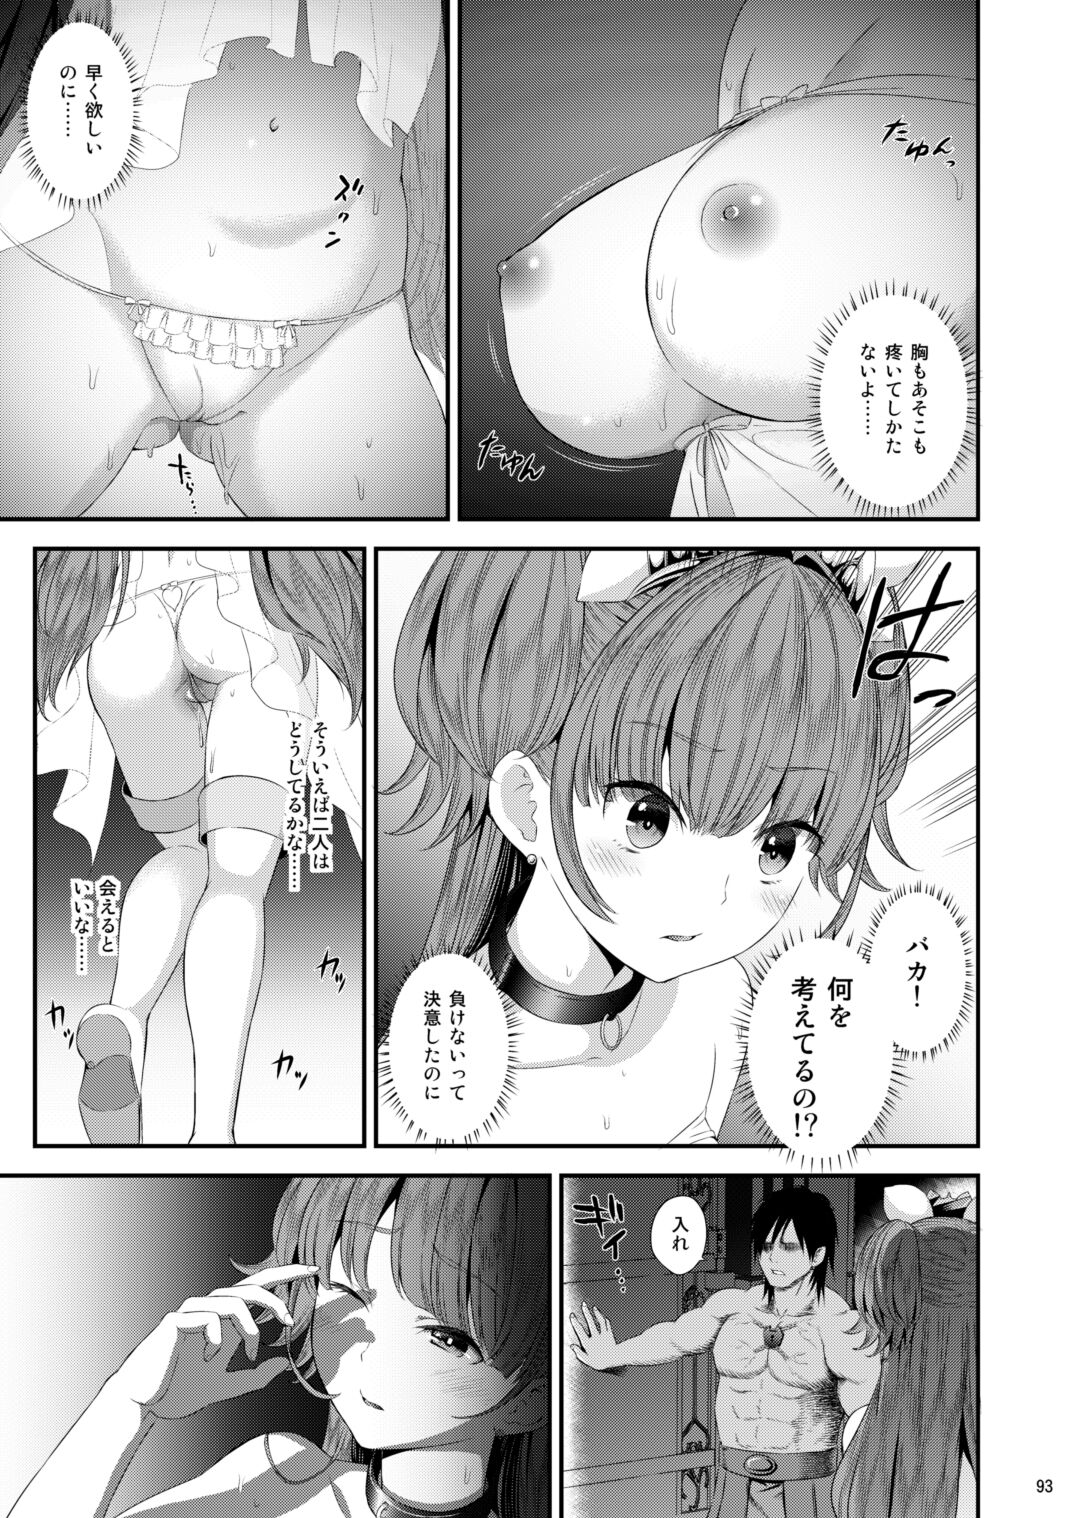 たゆんっ
胸もあそこも
疼いてしかた
ないよ……
たゆん
早く欲しい
のに……
ズクン
たら…
はっ
バカ！
何を
考えてるの!?
負けないって
決意したのに
そういえば二人は
どうしてるかな……
会えると
いいな……
カッ
カツ
ギイ…
入れ
93